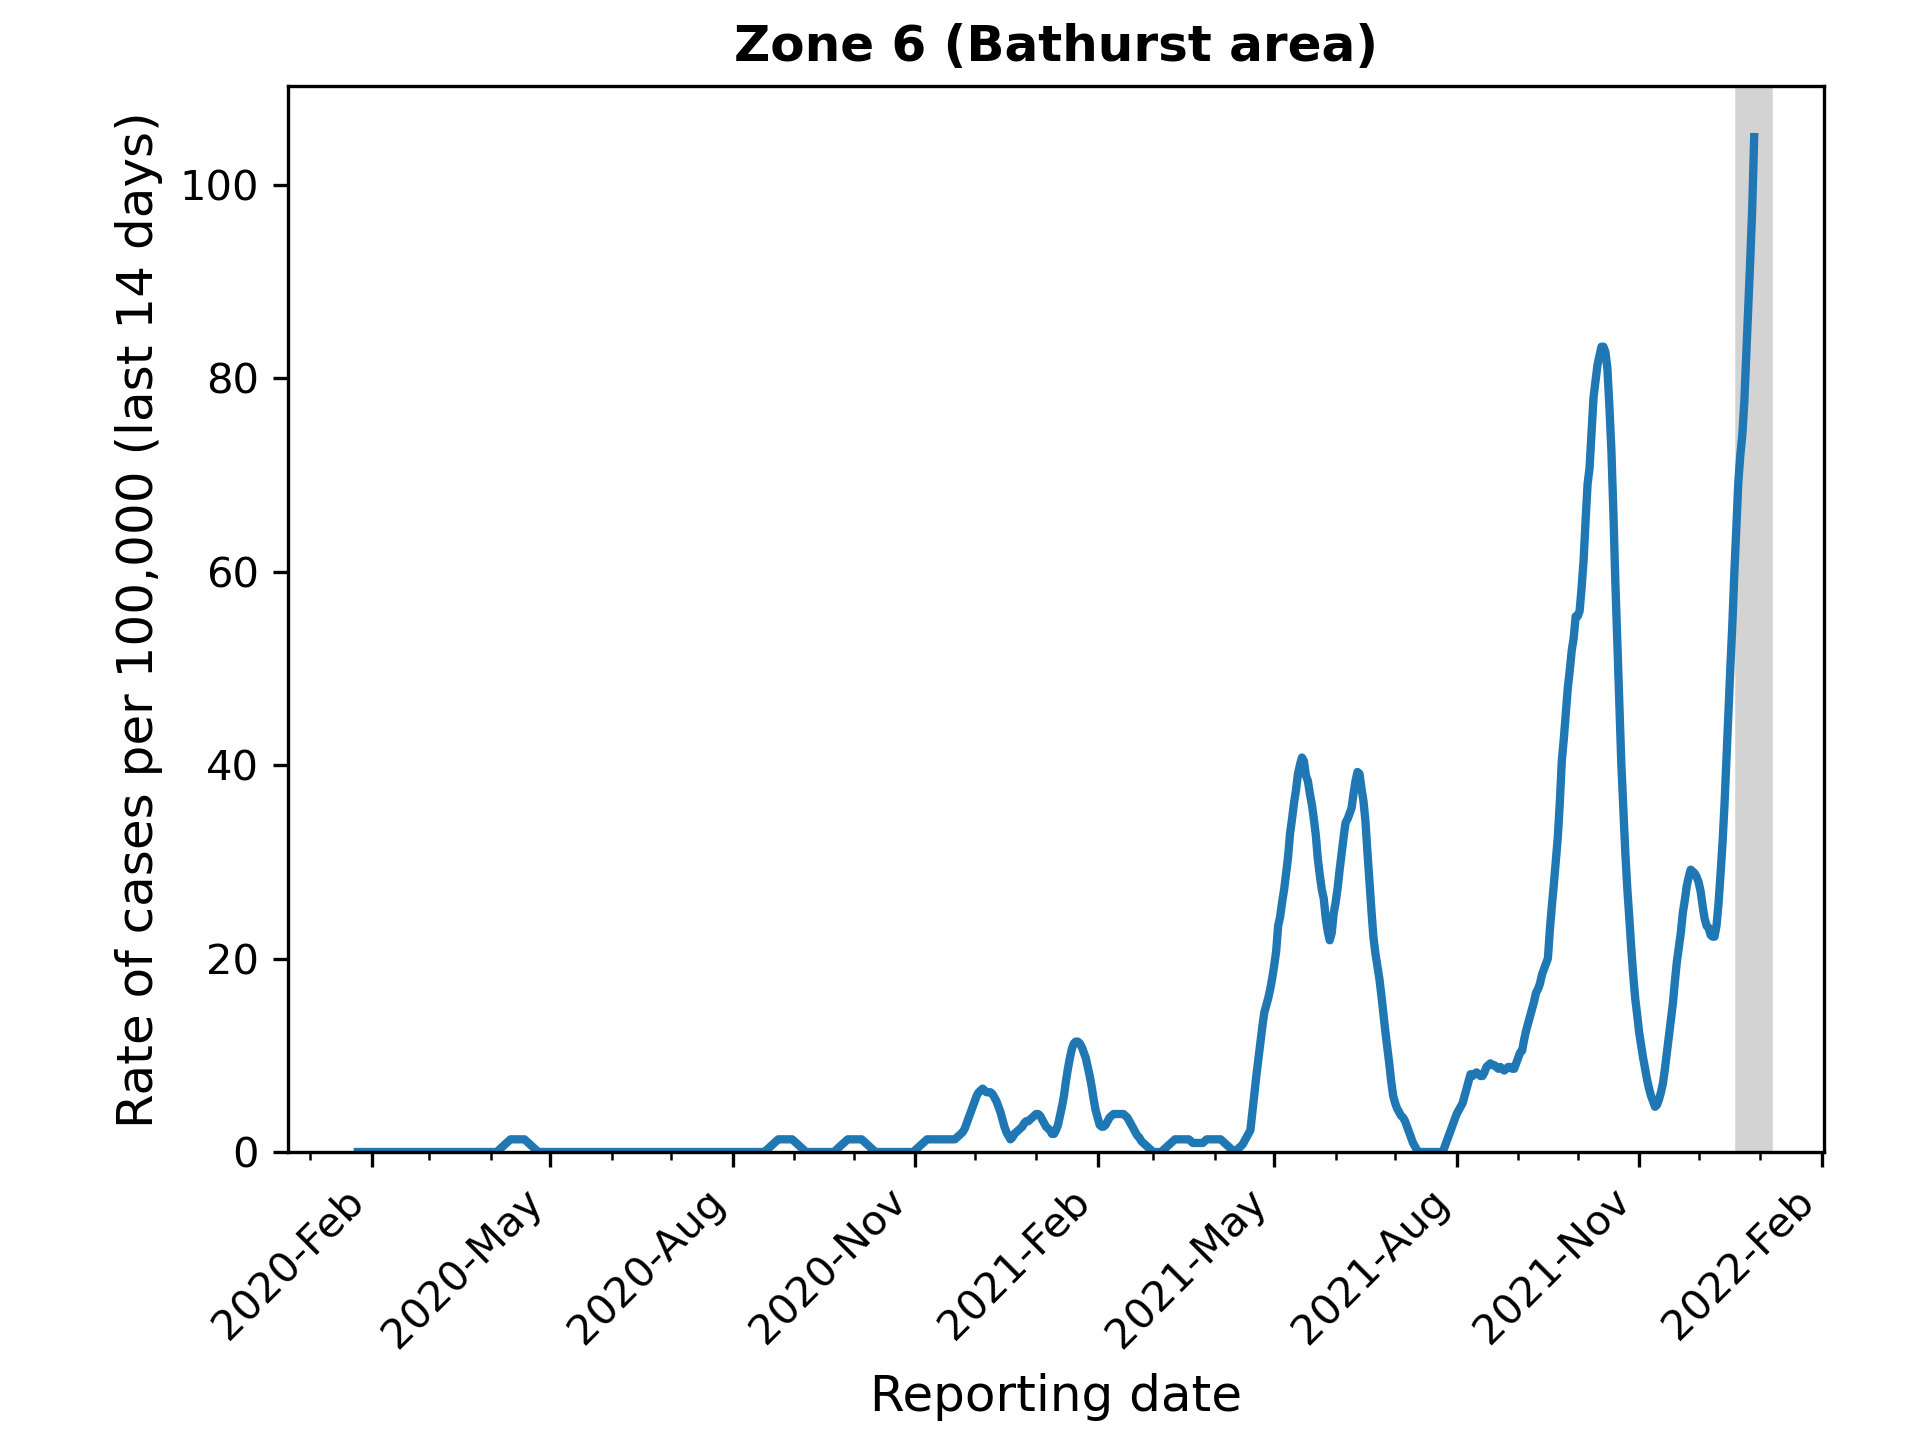 Zone 6 (Bathurst area)
Rate of cases per 100,000 (last 14 days)
100
80
60
40
20
0
2020-Feb
2020-May
2020-Aug
2020-Nov
2021-Feb
2021-May
2021-Aug
2021-Nov
2022-Feb
Reporting date